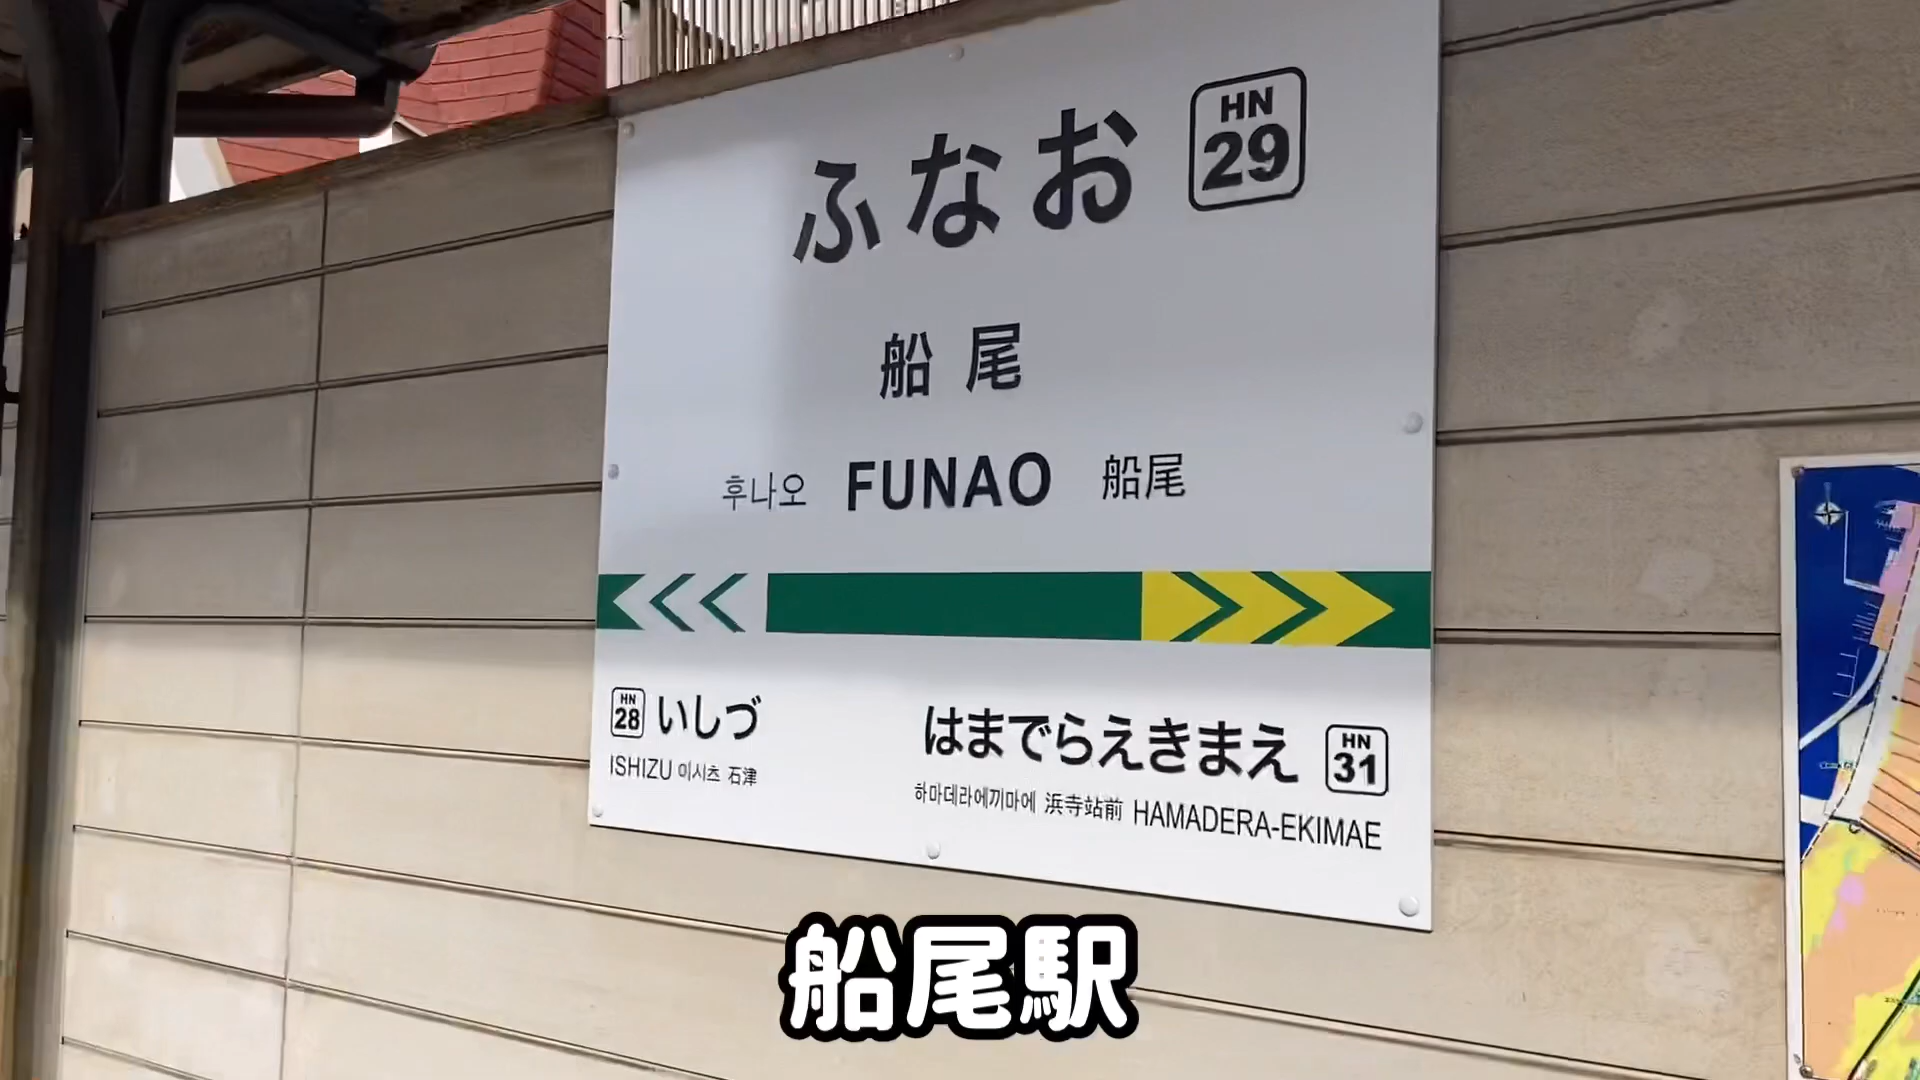 ふなお HN 29
船尾
후나오 FUNAO 船尾
HN 28 いしづ
ISHIZU 이시츠 石津
はまでらえきまえ HN 31
하마데라에끼마에 浜寺站前 HAMADERA-EKIMAE
船尾駅